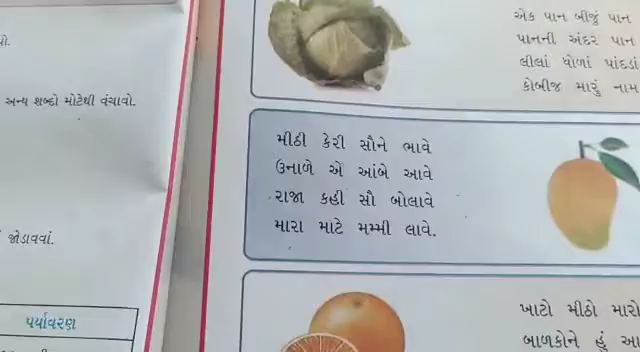 અન્ય શબ્દો મોટેથી વંચાવો.
જોડાવવાં.
પર્યાવરણ
એક પાન બીજું પાન
પાનની અંદર પાન
લીલાં ધોળાં પાંદડાં
કોબીજ મારું નામ
મીઠી કેરી સૌને ભાવે
ઉનાળે એ આંબે આવે
રાજા કહી સૌ બોલાવે
મારા માટે મમ્મી લાવે.
ખાટો મીઠો મારો
બાળકોને હું